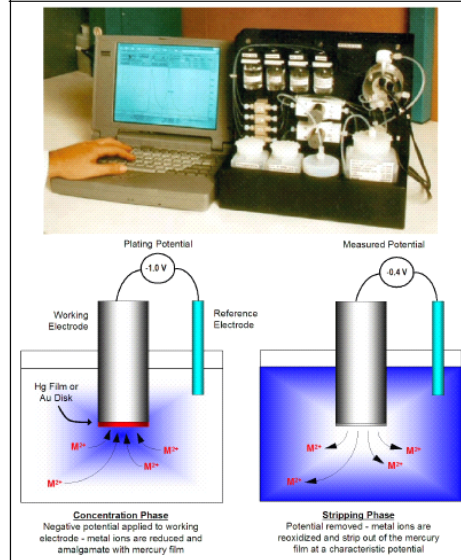 Plating Potential
Measured Potential
-1.0 V
-0.4 V
Working
Electrode
Reference
Electrode
Hg Film or
Au Disk
M2+
M2+
M2+
M2+
M2+
M2+
M2+
M2+
Concentration Phase
Negative potential applied to working
electrode - metal ions are reduced and
amalgamate with mercury film
Stripping Phase
Potential removed - metal ions are
reoxidized and strip out of the mercury
film at a characteristic potential